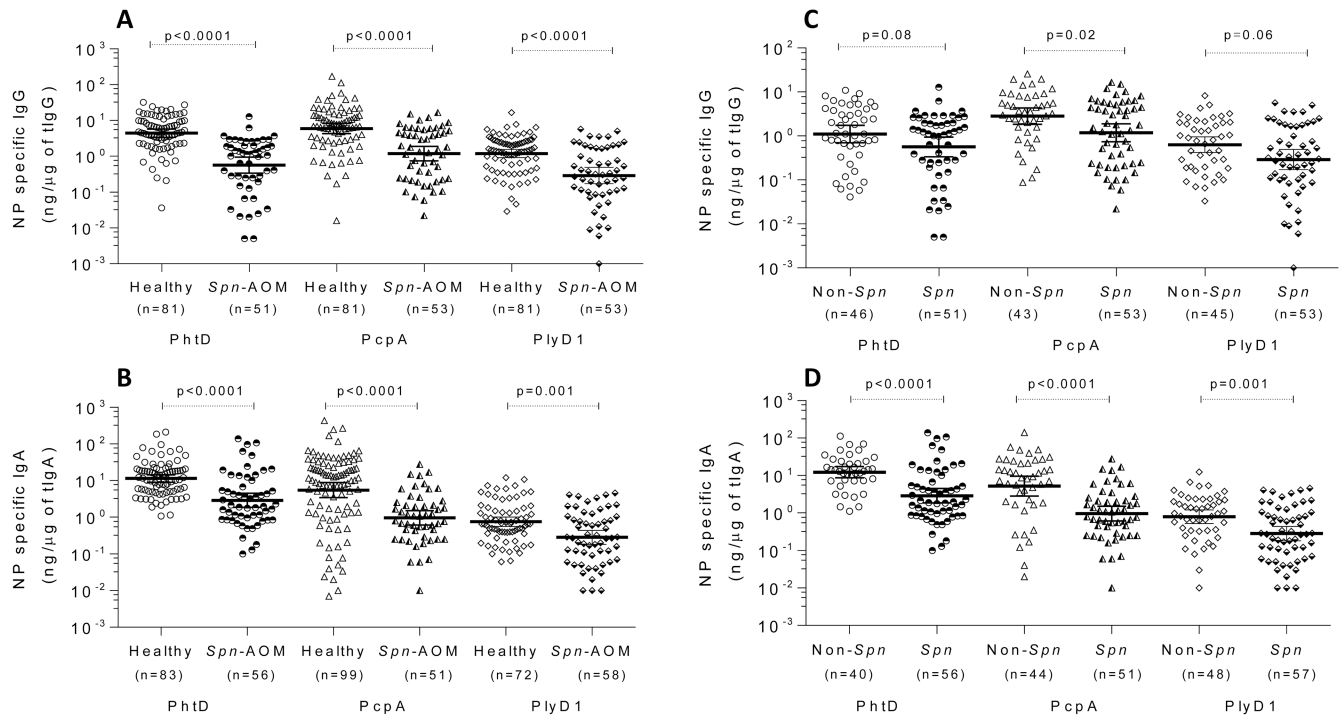 A
p<0.0001 p<0.0001 p<0.0001
NP specific IgG
(ng/µg of tIgG)
10^3
10^2
10^1
10^0
10^-1
10^-2
10^-3
Healthy Spn-AOM Healthy Spn-AOM Healthy Spn-AOM
(n=81) (n=51) (n=81) (n=53) (n=81) (n=53)
PhtD PcpA PlyD1
B
p<0.0001 p<0.0001 p=0.001
NP specific IgA
(ng/µg of tIgA)
10^3
10^2
10^1
10^0
10^-1
10^-2
10^-3
Healthy Spn-AOM Healthy Spn-AOM Healthy Spn-AOM
(n=83) (n=56) (n=99) (n=51) (n=72) (n=58)
PhtD PcpA PlyD1
C
p=0.08 p=0.02 p=0.06
NP specific IgG
(ng/µg of tIgG)
10^2
10^1
10^0
10^-1
10^-2
10^-3
Non-Spn Spn Non-Spn Spn Non-Spn Spn
(n=46) (n=51) (43) (n=53) (n=45) (n=53)
PhtD PcpA PlyD1
D
p<0.0001 p<0.0001 p=0.001
NP specific IgA
(ng/µg of tIgA)
10^3
10^2
10^1
10^0
10^-1
10^-2
10^-3
Non-Spn Spn Non-Spn Spn Non-Spn Spn
(n=40) (n=56) (n=44) (n=51) (n=48) (n=57)
PhtD PcpA PlyD1